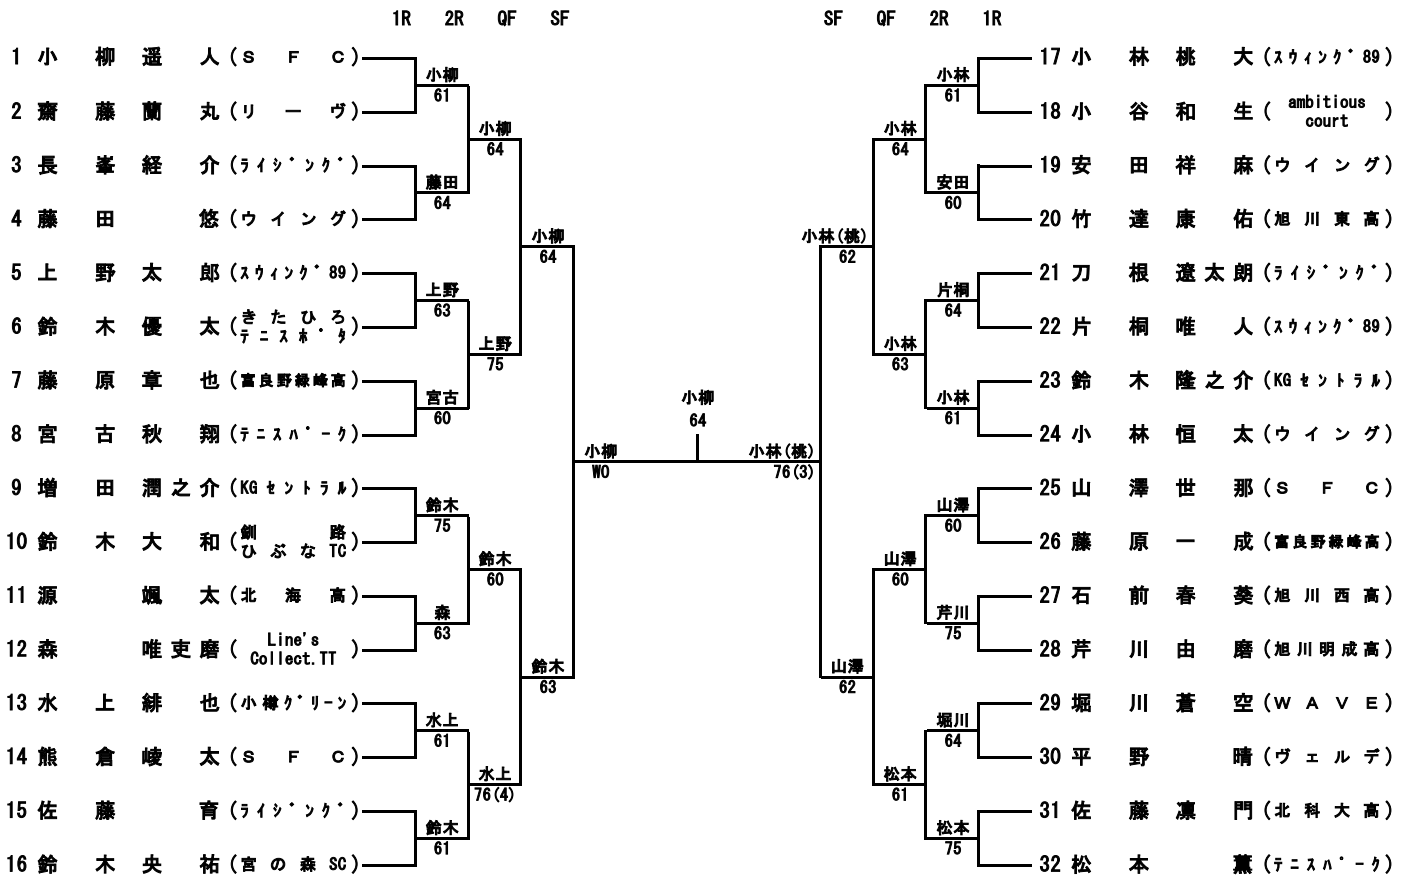 1R 2R QF SF
SF QF 2R 1R
1 小柳遥人 (SFC)
小柳
61
2 齋藤蘭丸 (リーヴ)
小柳
64
3 長峯経介 (ﾗｲｼﾞﾝｸﾞ)
藤田
64
4 藤田悠 (ウイング)
小柳
64
5 上野太郎 (ｽｳｨﾝｸﾞ89)
上野
63
6 鈴木優太 (きたひろ
テニスホ・タ)
上野
75
7 藤原章也 (富良野緑峰高)
宮古
60
8 宮古秋翔 (ﾃﾆｽﾊﾟｰｸ)
小柳
WO
9 増田潤之介 (KGセントラル)
鈴木
75
10 鈴木大和 (釧路
ひぶなTC)
鈴木
60
11 源颯太 (北海高)
森
63
12 森唯吏磨 (Line's
Collect.TT)
鈴木
63
13 水上緋也 (小樽ｸﾞﾘｰﾝ)
水上
61
14 熊倉崚太 (SFC)
水上
76(4)
15 佐藤育 (ﾗｲｼﾞﾝｸﾞ)
鈴木
61
16 鈴木央祐 (宮の森SC)
小柳
64
17 小林桃大 (ｽｳｨﾝｸﾞ89)
小林
61
18 小谷和生 (ambitious
court)
小林
64
19 安田祥麻 (ウイング)
安田
60
20 竹達康佑 (旭川東高)
小林(桃)
62
21 刀根遼太朗 (ﾗｲｼﾞﾝｸﾞ)
片桐
64
22 片桐唯人 (ｽｳｨﾝｸﾞ89)
小林
63
23 鈴木隆之介 (KGセントラル)
小林
61
24 小林恒太 (ウイング)
小林(桃)
76(3)
25 山澤世那 (SFC)
山澤
60
26 藤原一成 (富良野緑峰高)
山澤
60
27 石前春葵 (旭川西高)
芹川
75
28 芹川由磨 (旭川明成高)
山澤
62
29 堀川蒼空 (WAVE)
堀川
64
30 平野晴 (ヴェルデ)
松本
61
31 佐藤凛門 (北科大高)
松本
75
32 松本薫 (ﾃﾆｽﾊﾟｰｸ)